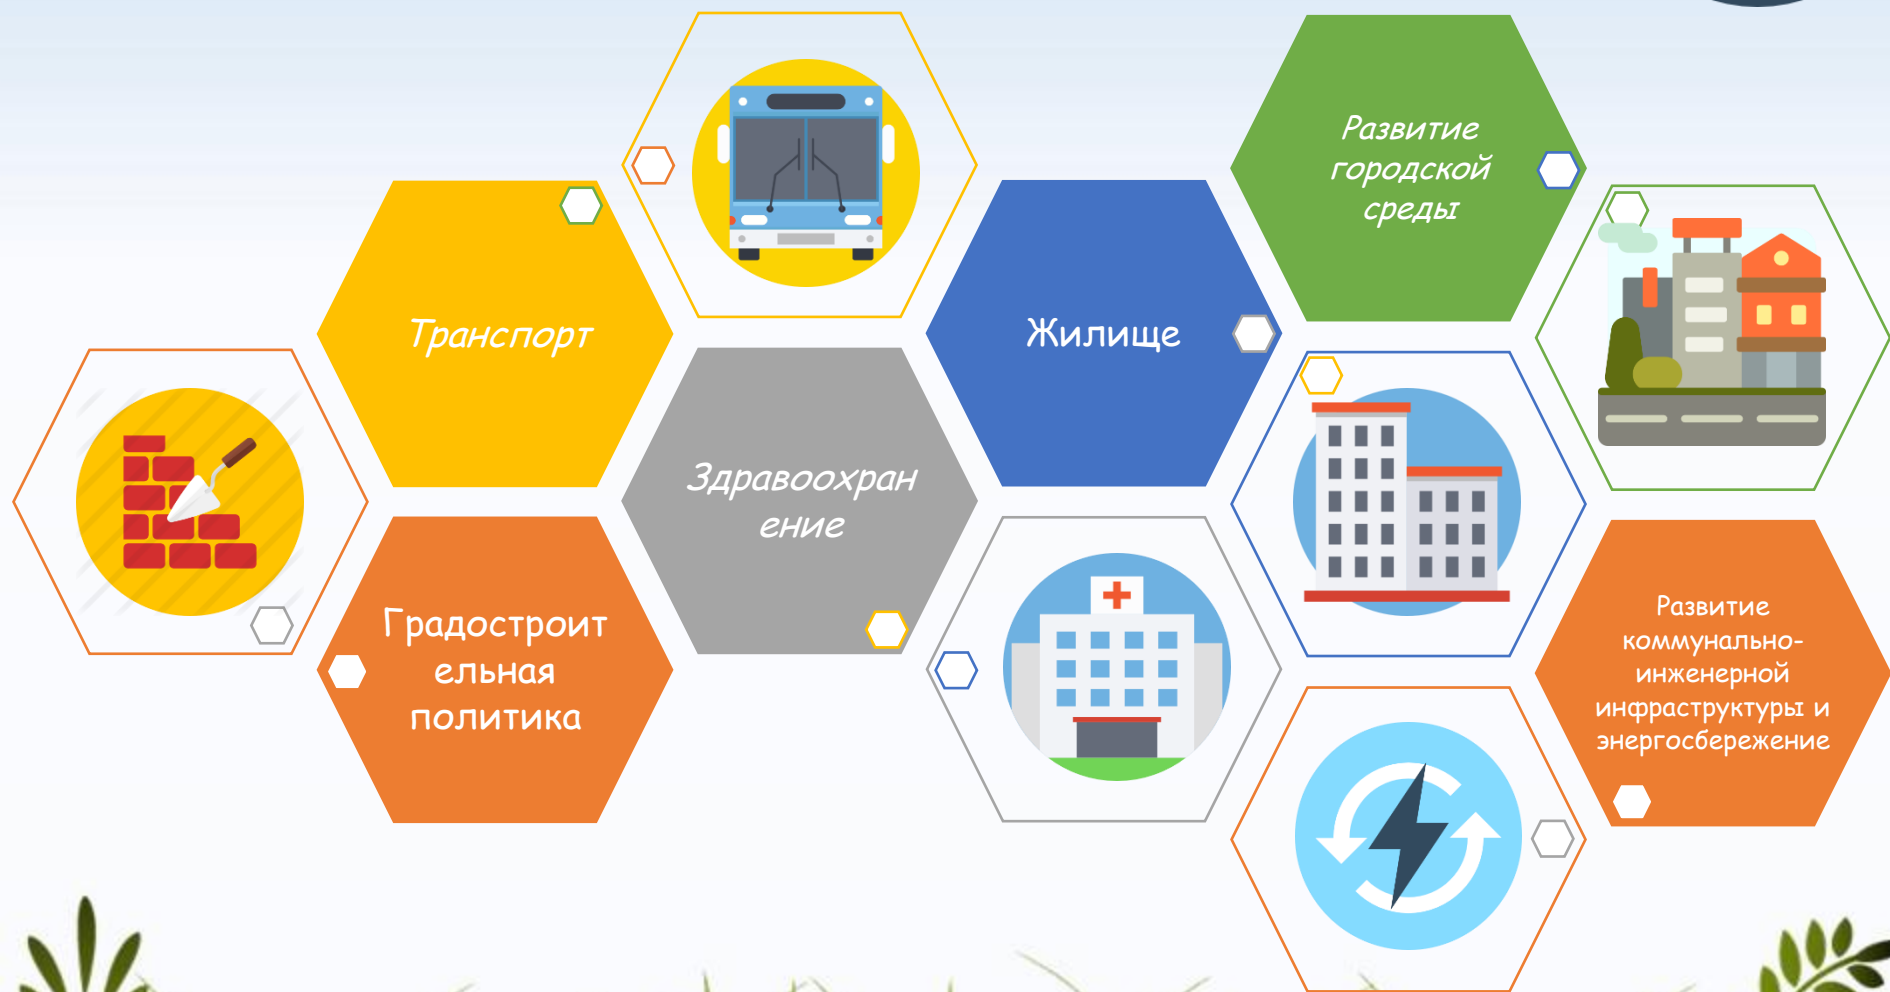 Транспорт
Градостроит
ельная
политика
Здравоохран
ение
Жилище
Развитие
городской
среды
Развитие
коммунально-
инженерной
инфраструктуры и
энергосбережение